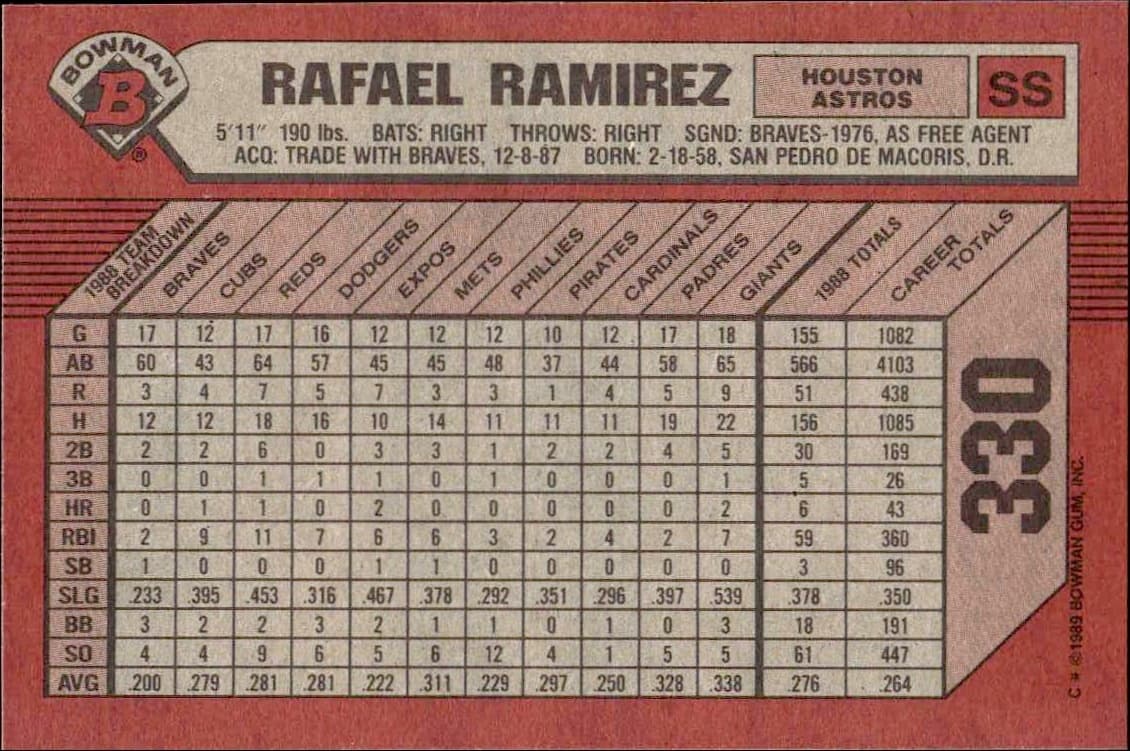 BOWMAN
B
®
RAFAEL RAMIREZ
HOUSTON
ASTROS
SS
5'11" 190 lbs. BATS: RIGHT THROWS: RIGHT SGND: BRAVES-1976, AS FREE AGENT
ACQ: TRADE WITH BRAVES, 12-8-87 BORN: 2-18-58, SAN PEDRO DE MACORIS, D.R.
1988 TEAM
BREAKDOWN
BRAVES
CUBS
REDS
DODGERS
EXPOS
METS
PHILLIES
PIRATES
CARDINALS
PADRES
GIANTS
1988 TOTALS
CAREER
TOTALS
G 17 12 17 16 12 12 12 10 12 17 18 155 1082
AB 60 43 64 57 45 45 48 37 44 58 65 566 4103
R 3 4 7 5 7 3 3 1 4 5 9 51 438
H 12 12 18 16 10 14 11 11 11 19 22 156 1085
2B 2 2 6 0 3 3 1 2 2 4 5 30 169
3B 0 0 1 1 1 0 1 0 0 0 1 5 26
HR 0 1 1 0 2 0 0 0 0 0 2 6 43
RBI 2 9 11 7 6 6 3 2 4 2 7 59 360
SB 1 0 0 0 1 1 0 0 0 0 0 3 96
SLG .233 .395 .453 .316 .467 .378 .292 .351 .296 .397 .539 .378 .350
BB 3 2 2 3 2 1 1 0 1 0 3 18 191
SO 4 4 9 6 5 6 12 4 1 5 5 61 447
AVG .200 .279 .281 .281 .222 .311 .229 .297 .250 .328 .338 .276 .264
330
C # ©1989 BOWMAN GUM, INC.